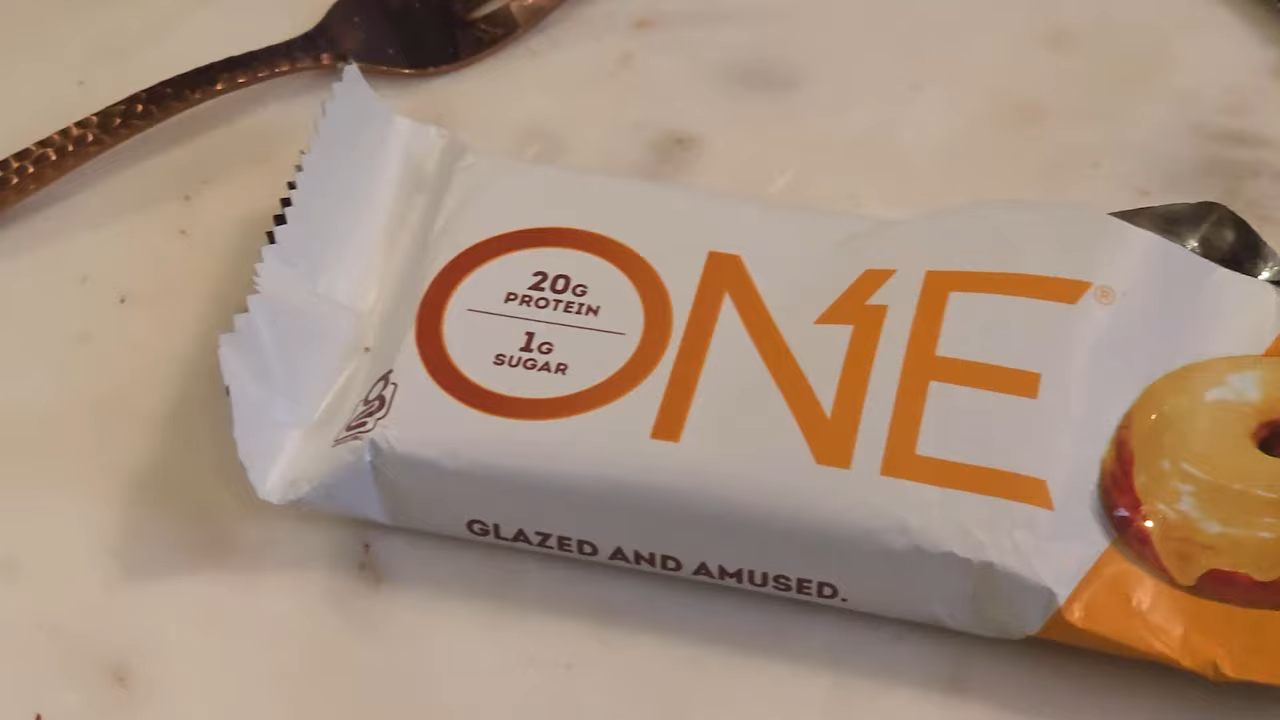 20G
PROTEIN
1G
SUGAR
ONE®
GLAZED AND AMUSED.